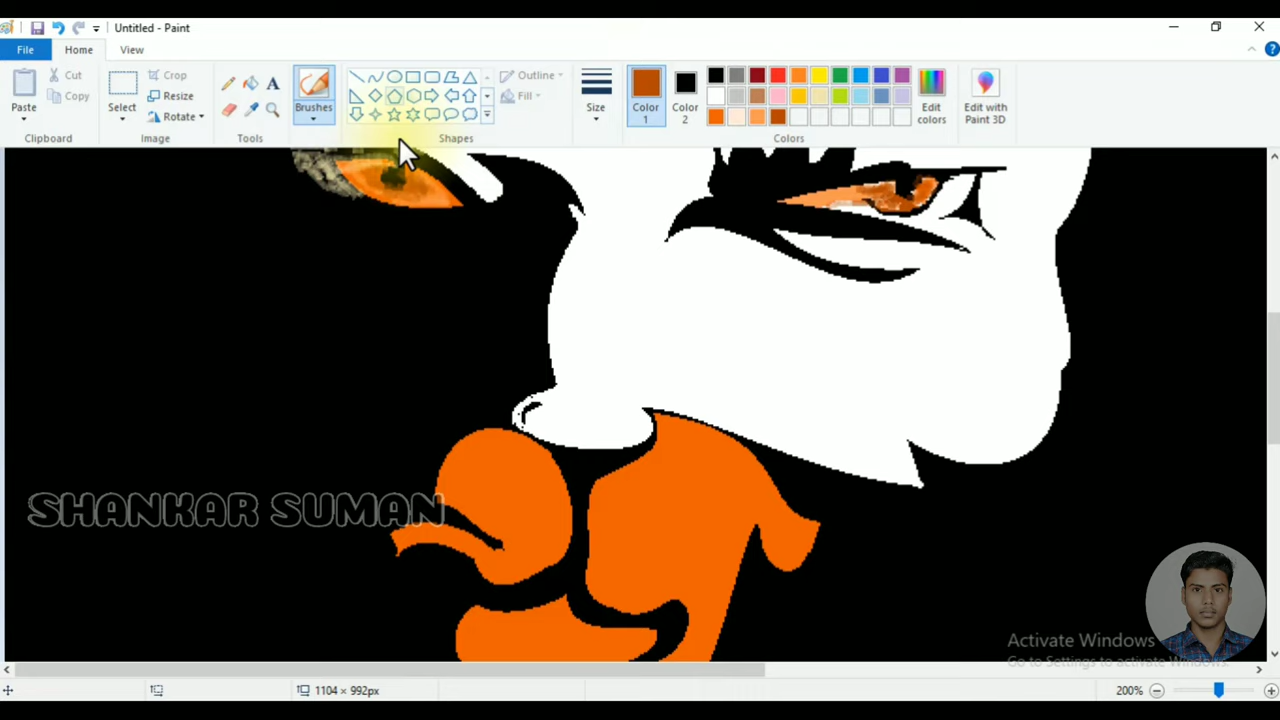 Untitled - Paint
File Home View
Paste
Cut
Copy
Clipboard
Select
Crop
Resize
Rotate
Image
A
Tools
Brushes
Outline
Fill
Shapes
Size
Color 1
Color 2
Edit colors
Colors
Edit with Paint 3D
SHANKAR SUMAN
Activate Windows
Go to Settings to activate Windows.
1104 × 992px
200%